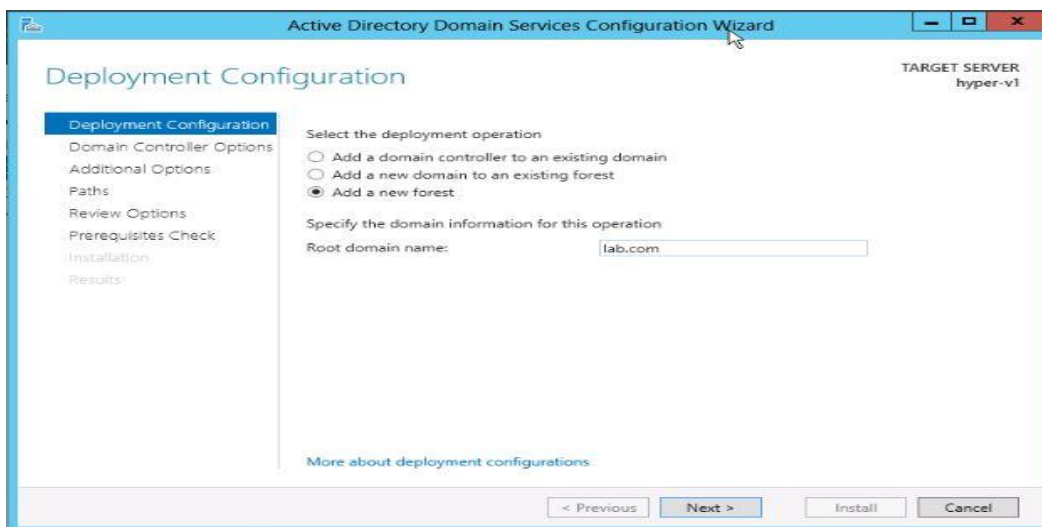 Active Directory Domain Services Configuration Wizard
Deployment Configuration
TARGET SERVER
hyper-v1
Deployment Configuration
Domain Controller Options
Additional Options
Paths
Review Options
Prerequisites Check
Installation
Results
Select the deployment operation
Add a domain controller to an existing domain
Add a new domain to an existing forest
Add a new forest
Specify the domain information for this operation
Root domain name: lab.com
More about deployment configurations
< Previous Next > Install Cancel